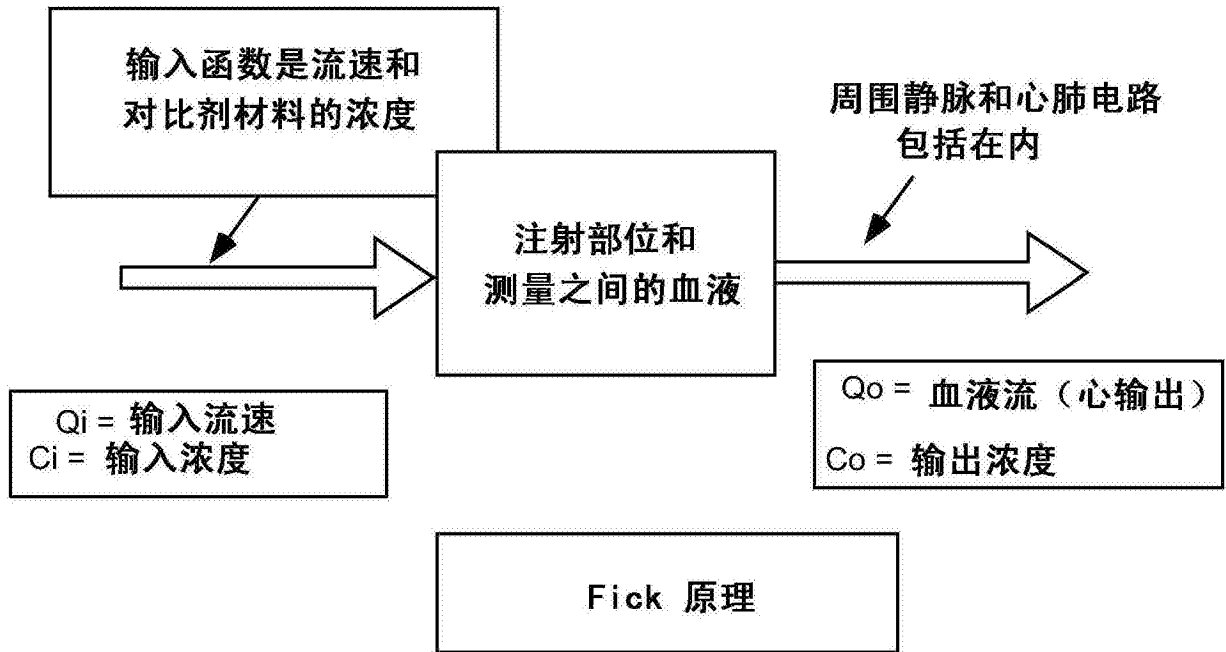 输入函数是流速和
对比剂材料的浓度
周围静脉和心肺电路
包括在内
注射部位和
测量之间的血液
Qi = 输入流速
Ci = 输入浓度
Qo = 血液流（心输出）
Co = 输出浓度
Fick 原理